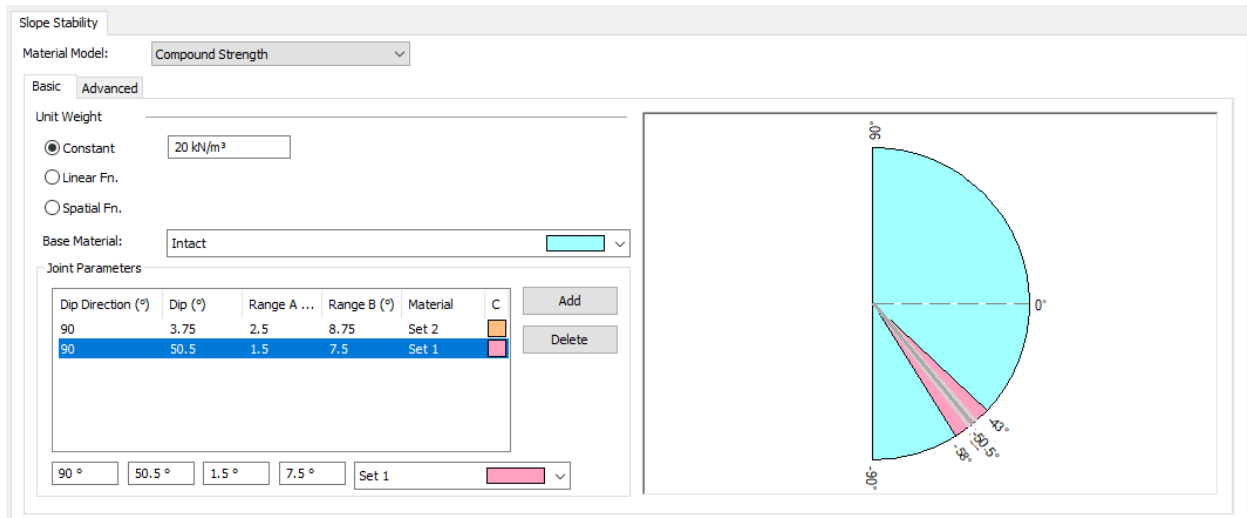 Slope Stability
Material Model: Compound Strength
Basic Advanced
Unit Weight
Constant 20 kN/m³
Linear Fn.
Spatial Fn.
Base Material: Intact
Joint Parameters
Dip Direction (º) Dip (º) Range A ... Range B (º) Material C
90 3.75 2.5 8.75 Set 2
90 50.5 1.5 7.5 Set 1
Add
Delete
90 º 50.5 º 1.5 º 7.5 º Set 1
90°
0°
43°
-50.5°
-58°
-90°